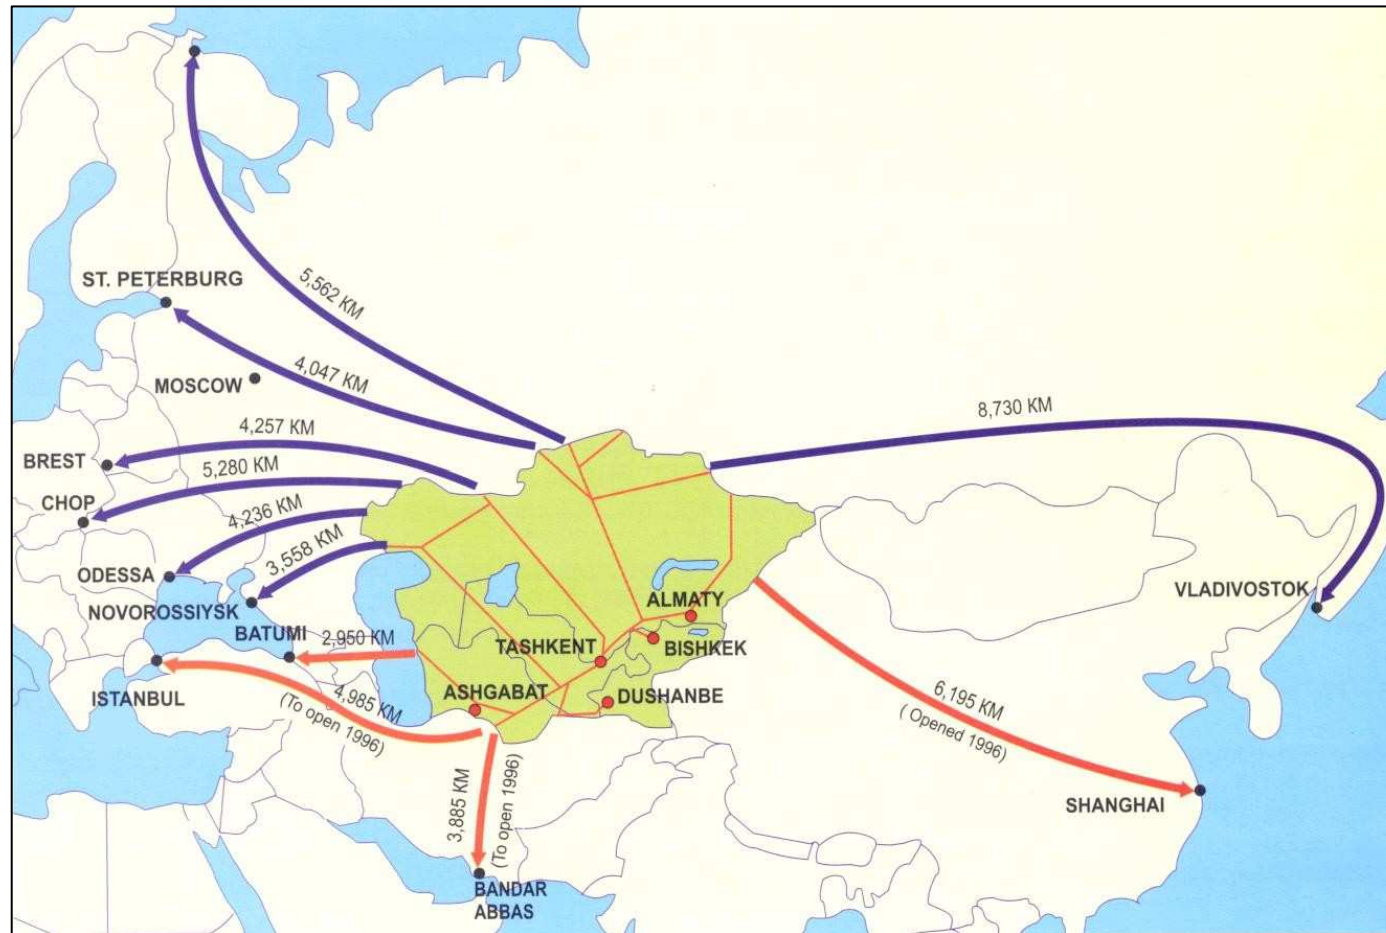 5,562 KM
ST. PETERBURG
4,047 KM
MOSCOW
8,730 KM
4,257 KM
BREST
5,280 KM
CHOP
4,236 KM
3,558 KM
ODESSA
NOVOROSSIYSK
VLADIVOSTOK
ALMATY
BATUMI
2,950 KM
TASHKENT
BISHKEK
ISTANBUL
4,985 KM
(To open 1996)
ASHGABAT
DUSHANBE
6,195 KM
( Opened 1996)
3,885 KM
(To open 1996)
SHANGHAI
BANDAR
ABBAS